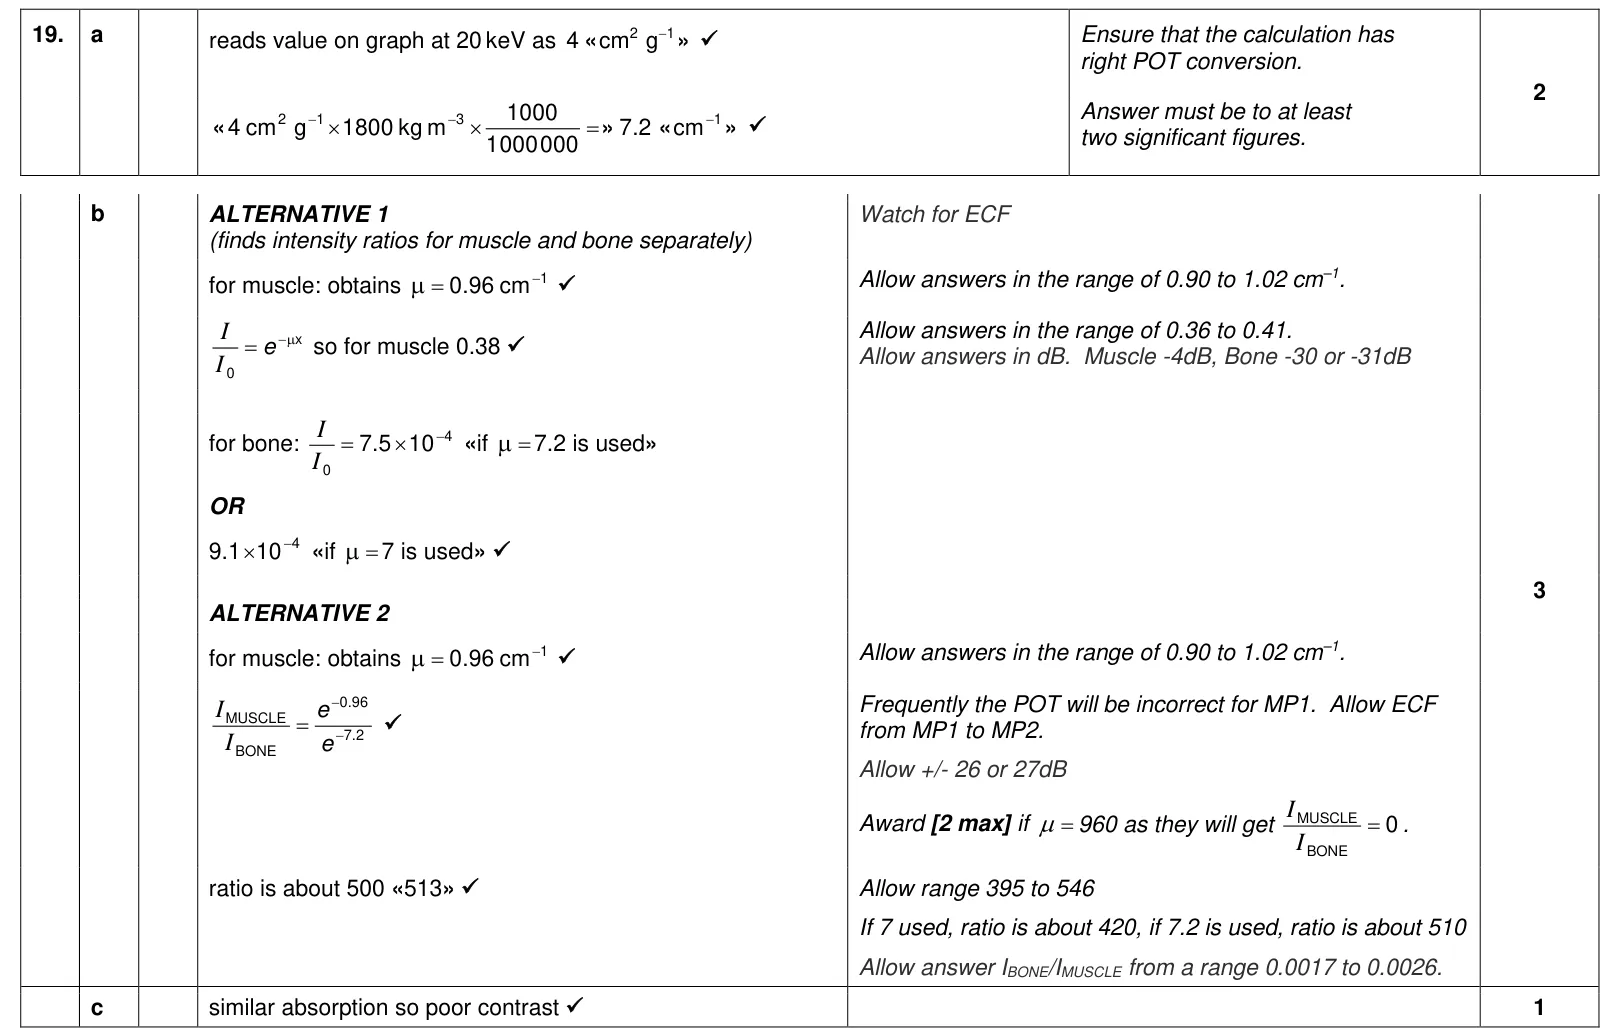 19. a reads value on graph at 20 keV as 4 «cm² g⁻¹» ✓
Ensure that the calculation has
right POT conversion.
«4 cm² g⁻¹ × 1800 kg m⁻³ × 1000/1000000 =» 7.2 «cm⁻¹» ✓
Answer must be to at least
two significant figures.
2
b ALTERNATIVE 1
(finds intensity ratios for muscle and bone separately)
Watch for ECF
for muscle: obtains μ = 0.96 cm⁻¹ ✓
Allow answers in the range of 0.90 to 1.02 cm⁻¹.
I/I₀ = e^−μx so for muscle 0.38 ✓
Allow answers in the range of 0.36 to 0.41.
Allow answers in dB. Muscle -4dB, Bone -30 or -31dB
for bone: I/I₀ = 7.5×10⁻⁴ «if μ = 7.2 is used»
OR
9.1×10⁻⁴ «if μ = 7 is used» ✓
3
ALTERNATIVE 2
for muscle: obtains μ = 0.96 cm⁻¹ ✓
Allow answers in the range of 0.90 to 1.02 cm⁻¹.
I MUSCLE/I BONE = e^−0.96/e^−7.2 ✓
Frequently the POT will be incorrect for MP1. Allow ECF
from MP1 to MP2.
Allow +/- 26 or 27dB
Award [2 max] if μ = 960 as they will get I MUSCLE/I BONE = 0 .
ratio is about 500 «513» ✓
Allow range 395 to 546
If 7 used, ratio is about 420, if 7.2 is used, ratio is about 510
Allow answer I BONE/I MUSCLE from a range 0.0017 to 0.0026.
c similar absorption so poor contrast ✓
1